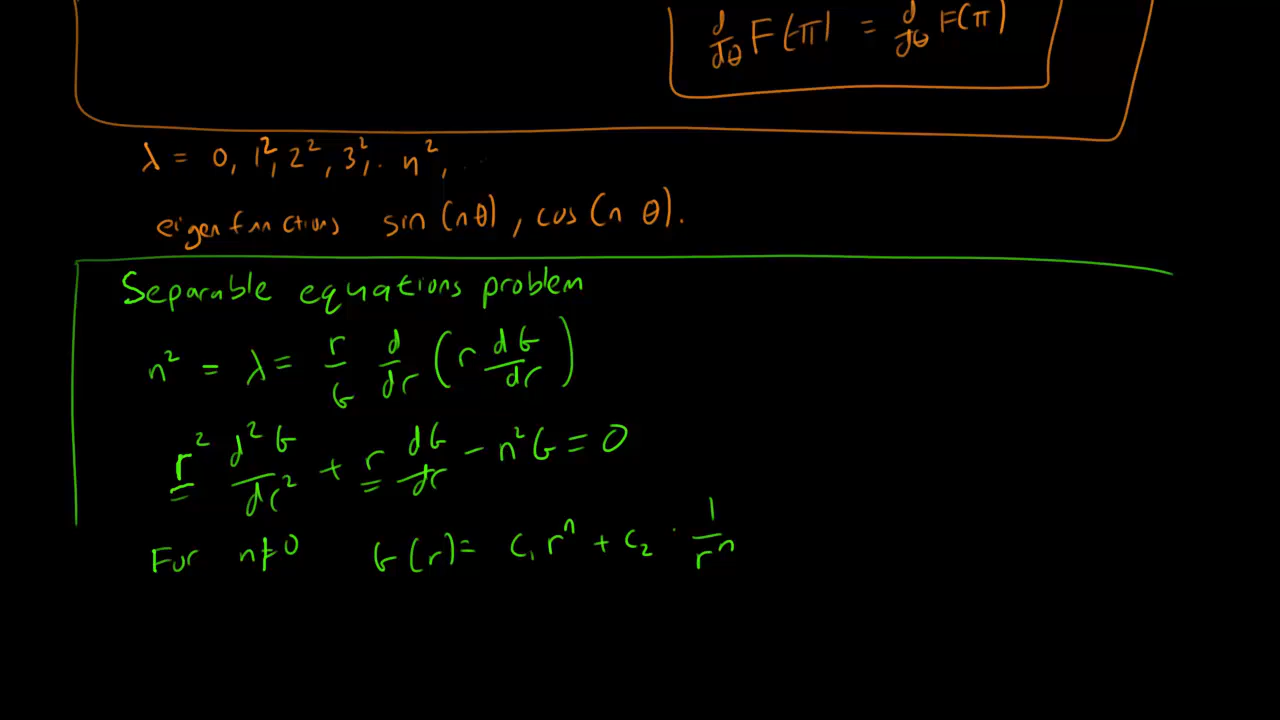 d/dθ F(-π) = d/dθ F(π)
λ = 0, 1², 2², 3², . n², ..
eigenfunctions sin(nθ), cos(n θ).
Separable equations problem
n² = λ = r/G d/dr (r dG/dr)
r² d²G/dr² + r dG/dr - n²G = 0
For n≠0 G(r) = c₁rⁿ + c₂ · 1/rⁿ